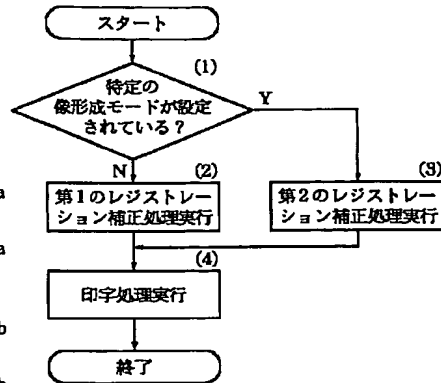 スタート
(1)
特定の
像形成モードが設定
されている?
Y
N
(2)
(3)
a
第1のレジストレー
ション補正処理実行
第2のレジストレー
ション補正処理実行
a
(4)
印字処理実行
b
終了
b